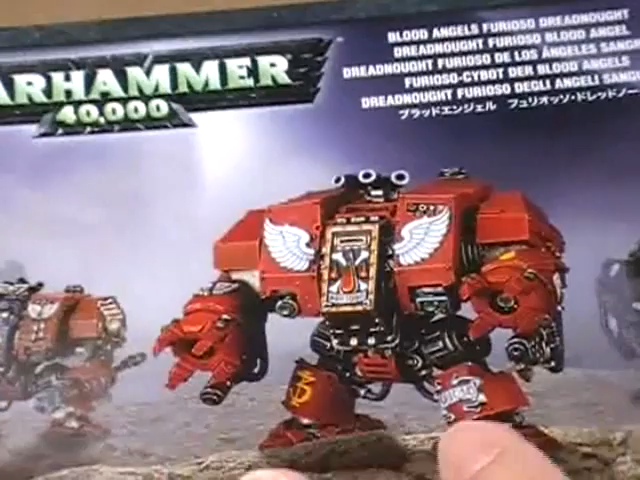 ARHAMMER
40,000
BLOOD ANGELS FURIOSO DREADNOUGHT
DREADNOUGHT FURIOSO BLOOD ANGEL
DREADNOUGHT FURIOSO DE LOS ÁNGELES SANG
FURIOSO-CYBOT DER BLOOD ANGELS
DREADNOUGHT FURIOSO DEGLI ANGELI SANG
ブラッドエンジェル フュリオッソ・ドレッドノー